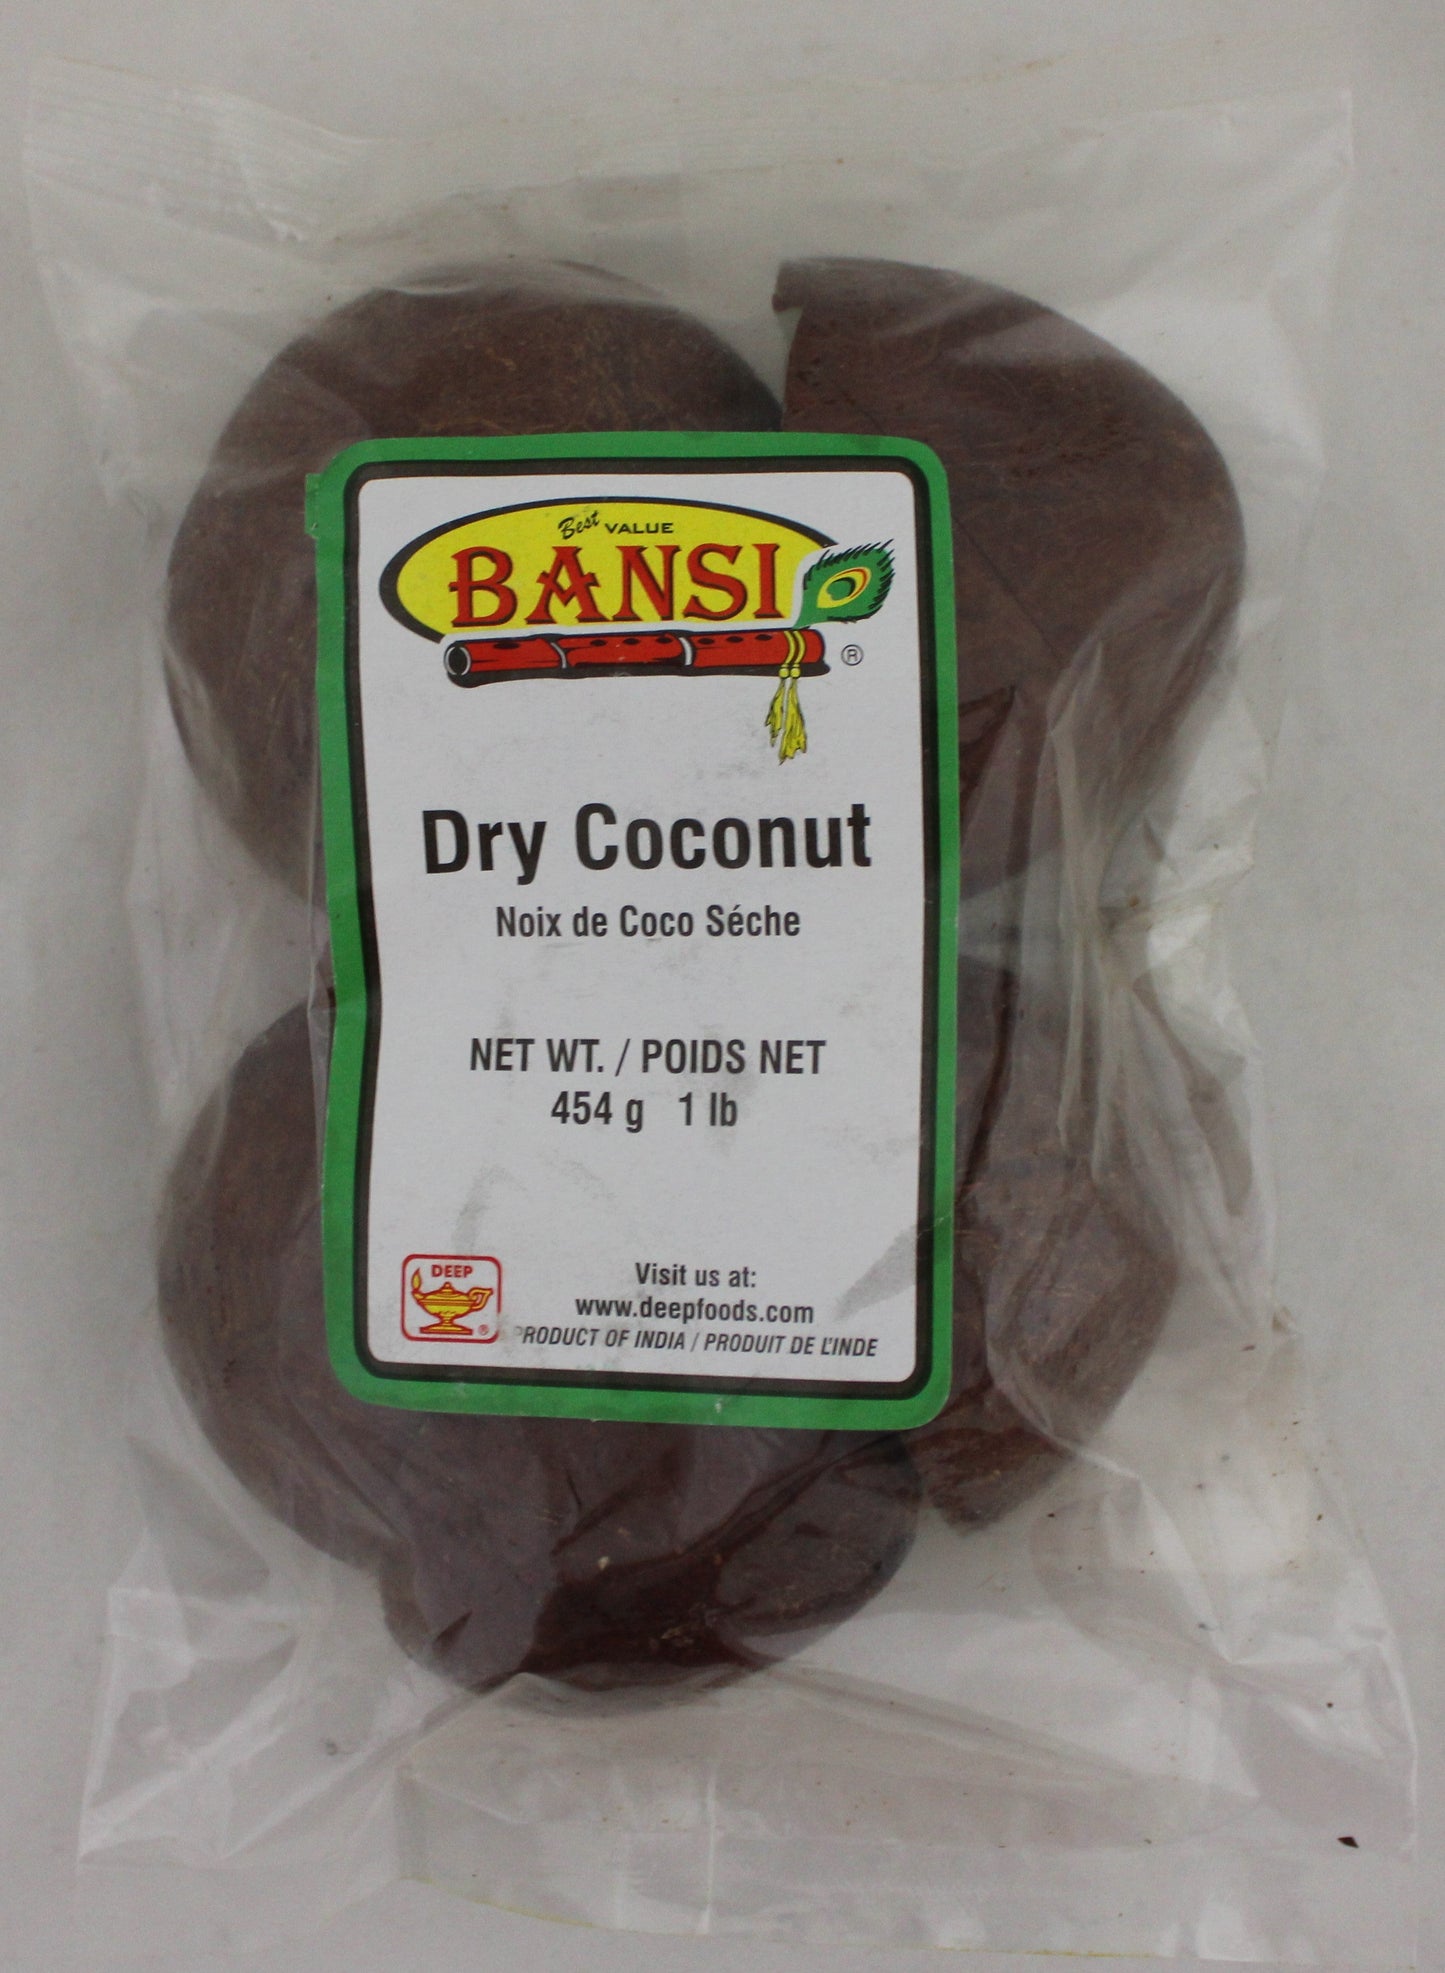 Best VALUE
BANSI
®
Dry Coconut
Noix de Coco Séche
NET WT. / POIDS NET
454 g 1 lb
DEEP
®
Visit us at:
www.deepfoods.com
PRODUCT OF INDIA / PRODUIT DE L'INDE